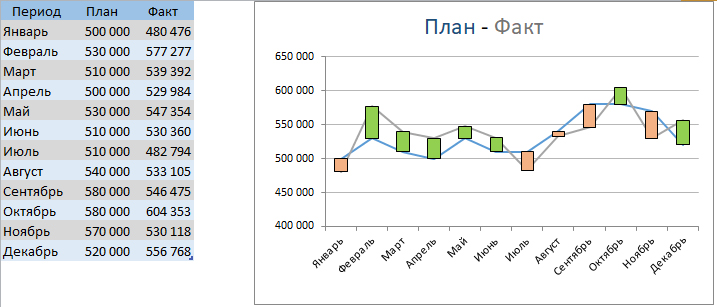 Период План Факт
Январь 500 000 480 476
Февраль 530 000 577 277
Март 510 000 539 392
Апрель 500 000 529 984
Май 530 000 547 354
Июнь 510 000 530 360
Июль 510 000 482 794
Август 540 000 533 105
Сентябрь 580 000 546 475
Октябрь 580 000 604 353
Ноябрь 570 000 530 118
Декабрь 520 000 556 768
План - Факт
650 000
600 000
550 000
500 000
450 000
400 000
Январь Февраль Март Апрель Май Июнь Июль Август Сентябрь Октябрь Ноябрь Декабрь